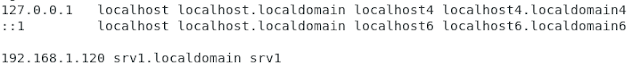 127.0.0.1   localhost localhost.localdomain localhost4 localhost4.localdomain4
::1         localhost localhost.localdomain localhost6 localhost6.localdomain6

192.168.1.120 srv1.localdomain srv1